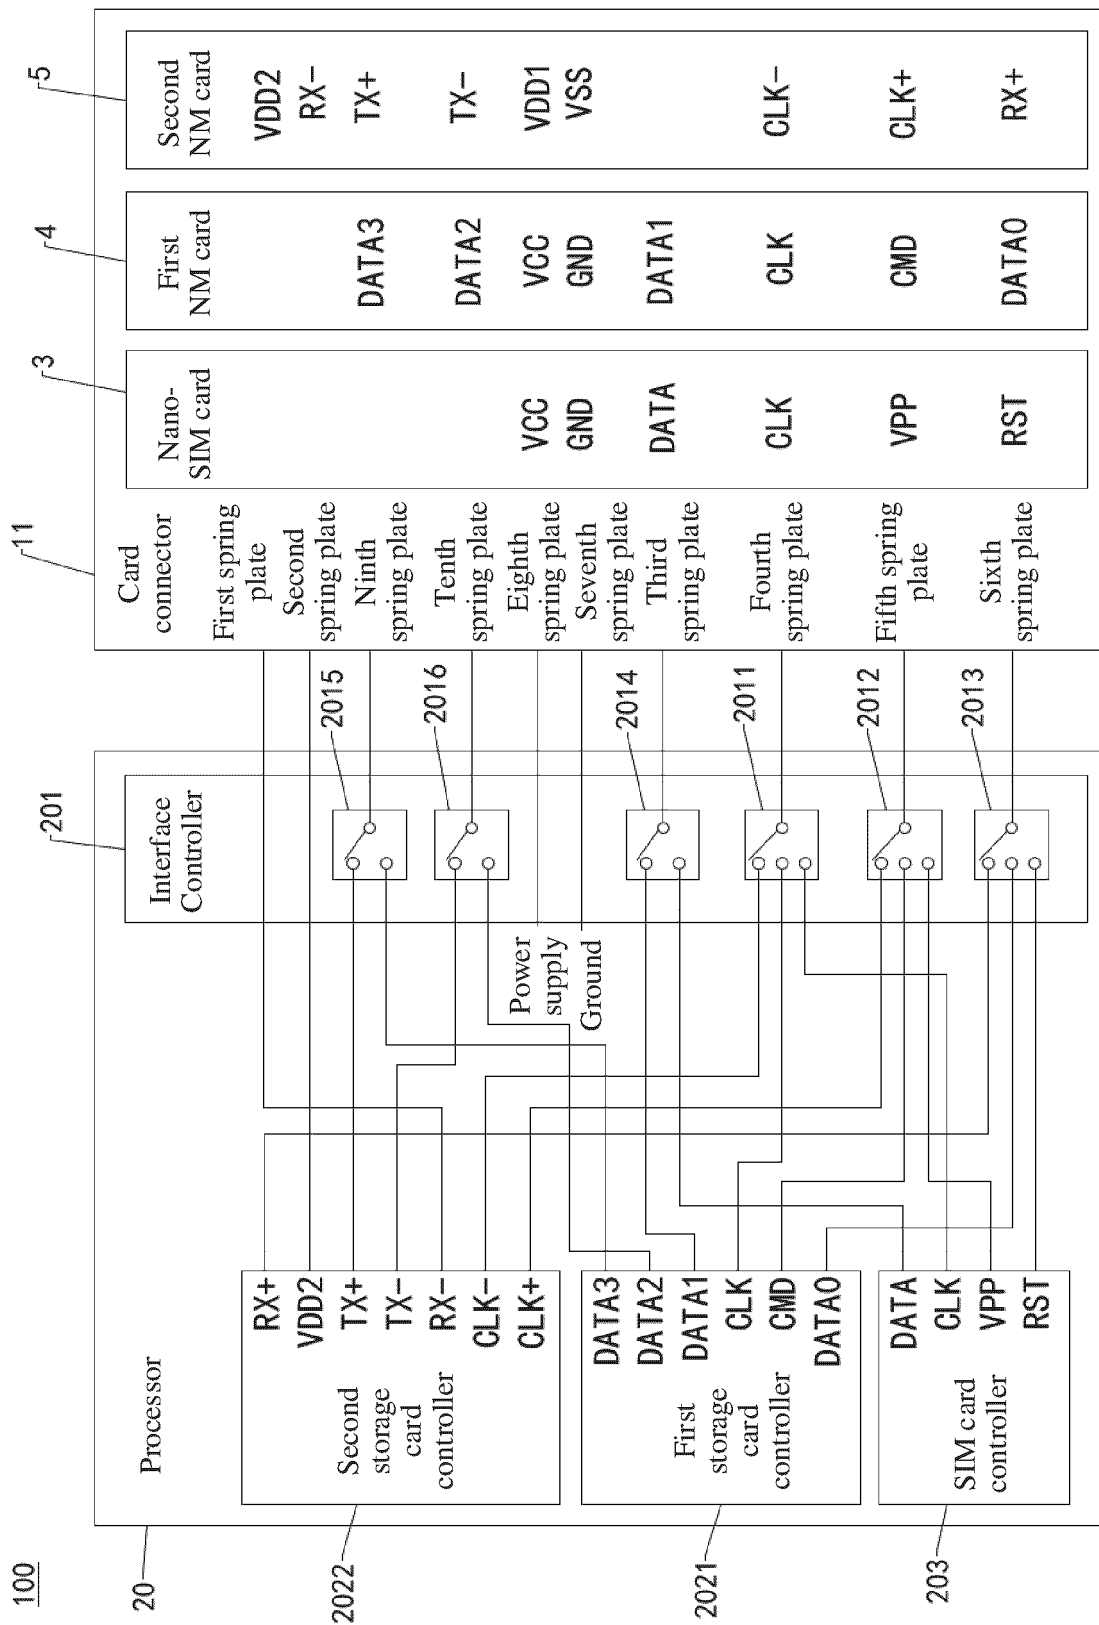 100
20
Processor
2022
Second
storage
card
controller
RX+
VDD2
TX+
TX-
RX-
CLK-
CLK+
2021
First
storage
card
controller
DATA3
DATA2
DATA1
CLK
CMD
DATA0
203
SIM card
controller
DATA
CLK
VPP
RST
201
Interface
Controller
Power
supply
Ground
2015
2016
2014
2011
2012
2013
11
Card
connector
First spring
plate
Second
spring plate
Ninth
spring plate
Tenth
spring plate
Eighth
spring plate
Seventh
spring plate
Third
spring plate
Fourth
spring plate
Fifth spring
plate
Sixth
spring plate
3
Nano-
SIM card
VCC
GND
DATA
CLK
VPP
RST
4
First
NM card
DATA3
DATA2
VCC
GND
DATA1
CLK
CMD
DATA0
5
Second
NM card
VDD2
RX-
TX+
TX-
VDD1
VSS
CLK-
CLK+
RX+